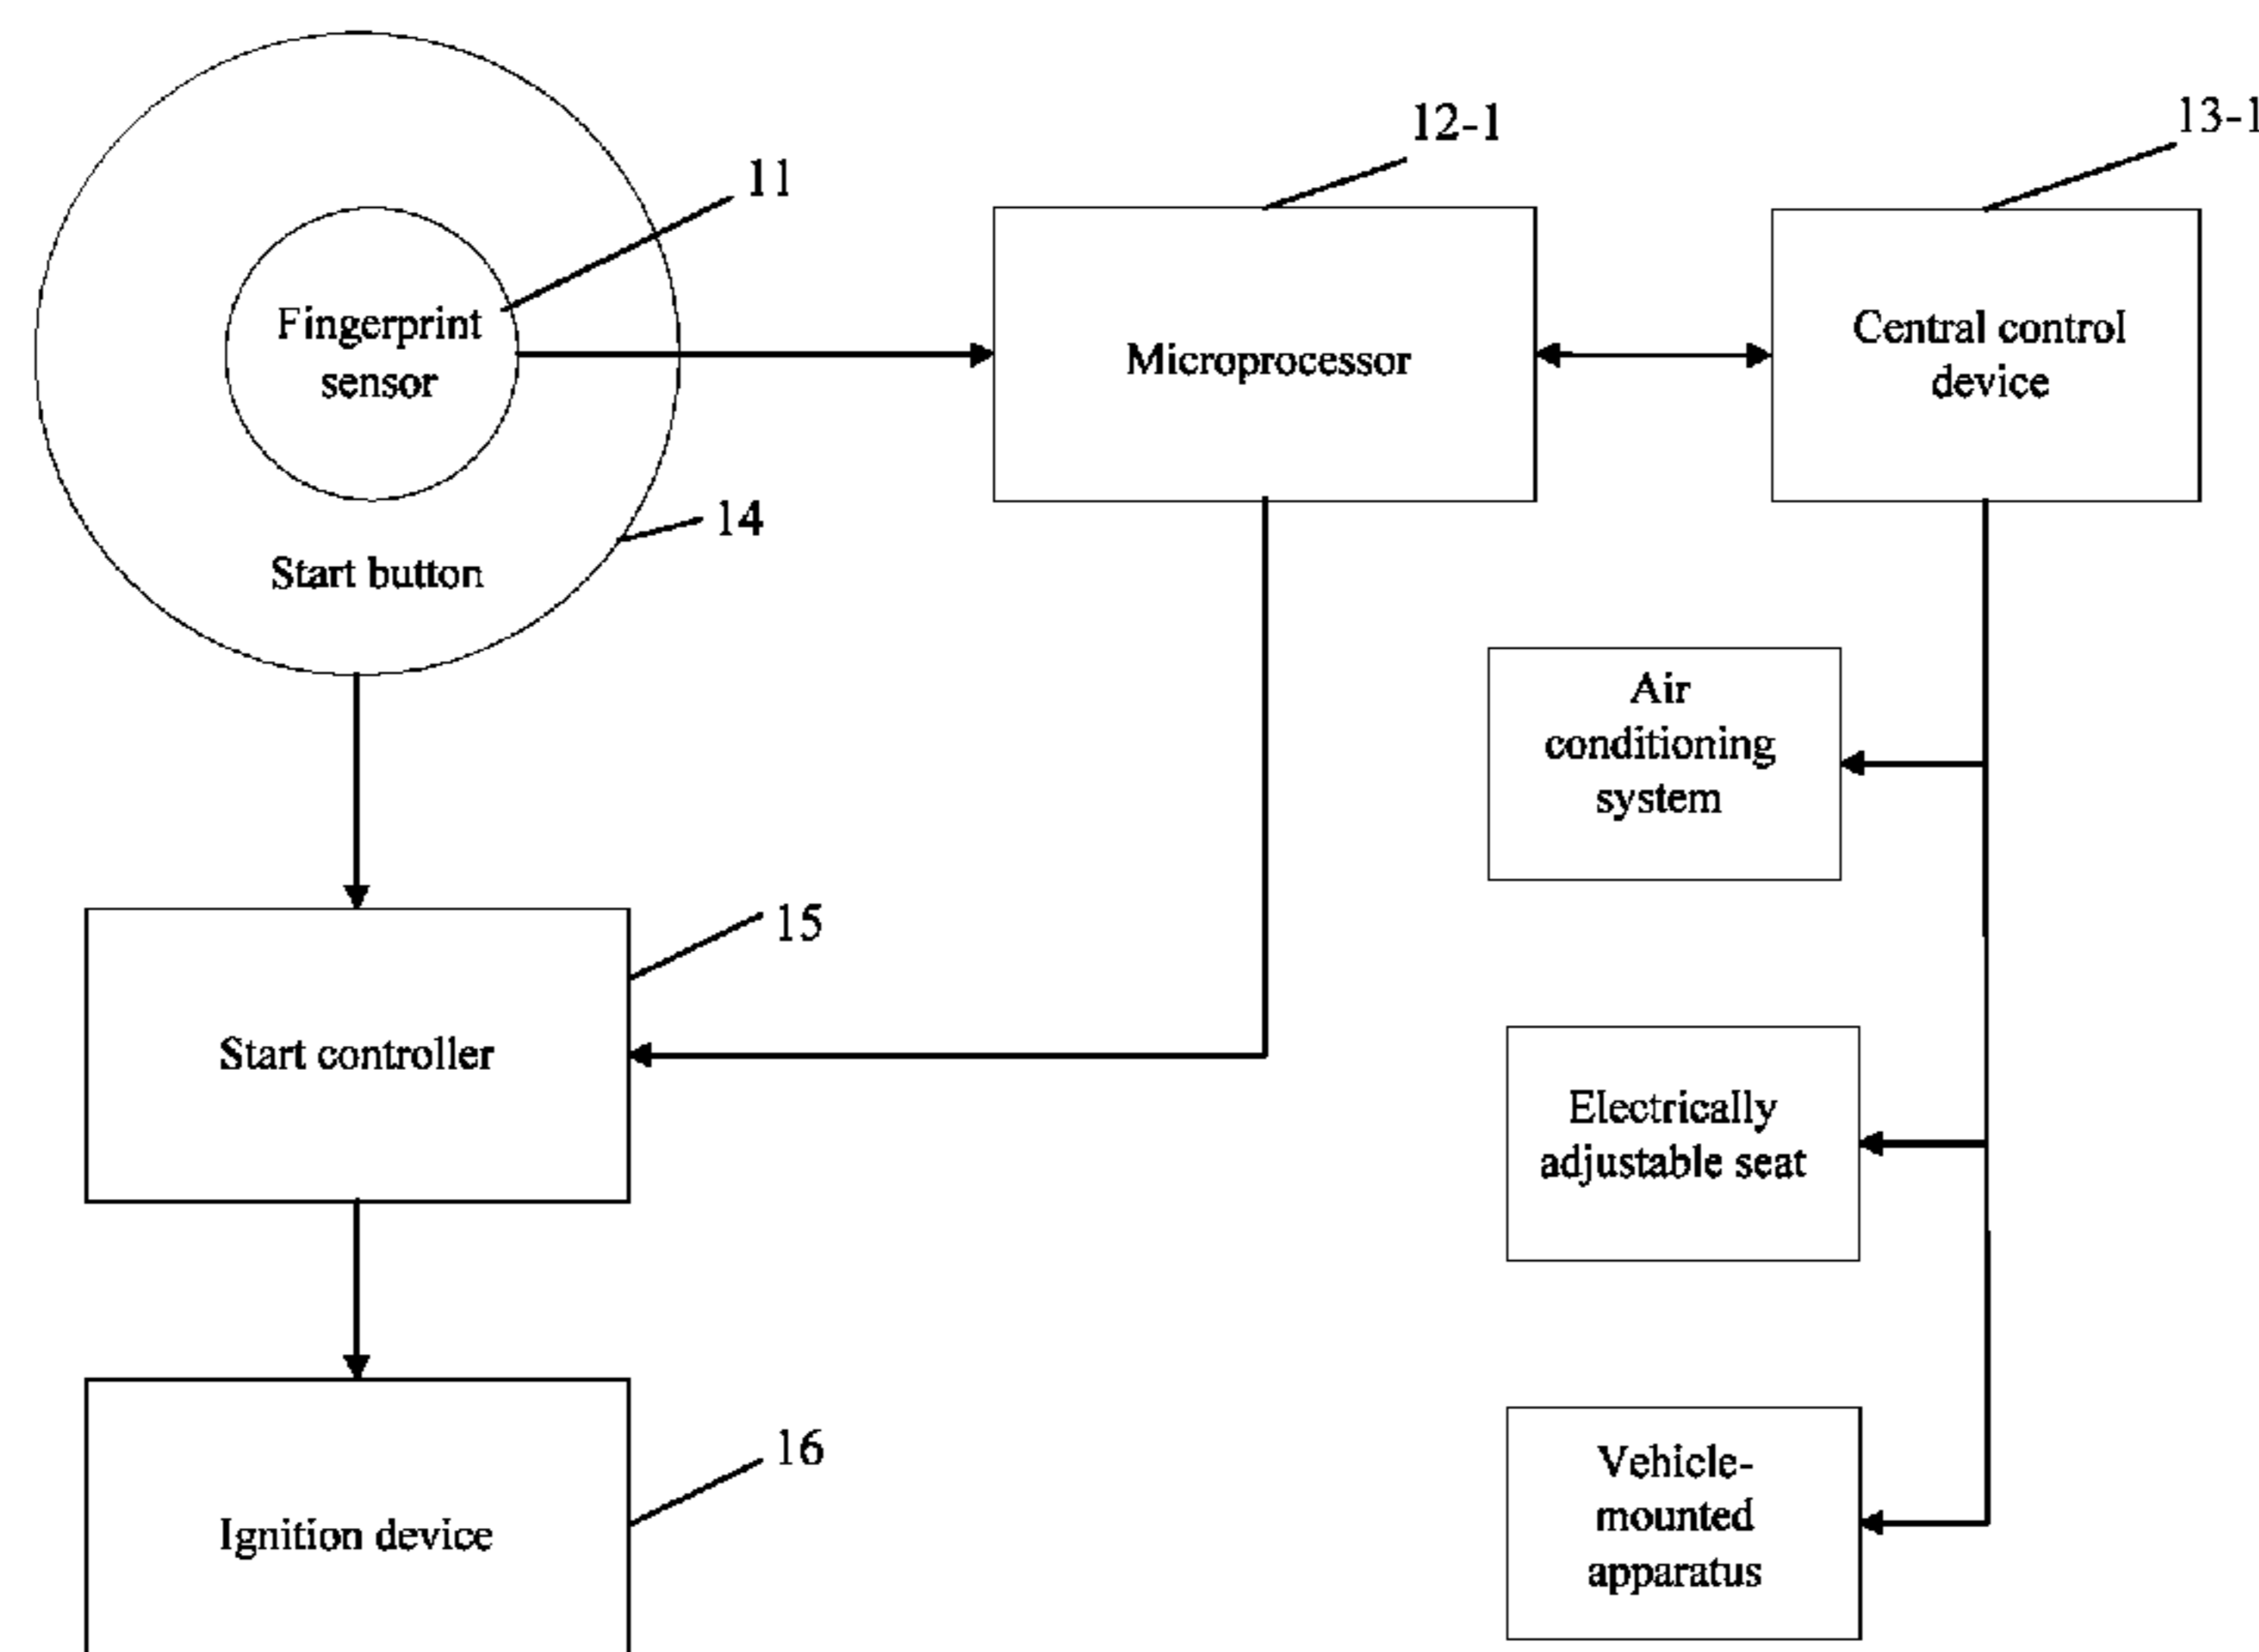 12-1
13-1
11
Fingerprint
sensor
Microprocessor
Central control
device
14
Start button
Air
conditioning
system
15
Start controller
Electrically
adjustable seat
16
Ignition device
Vehicle-
mounted
apparatus